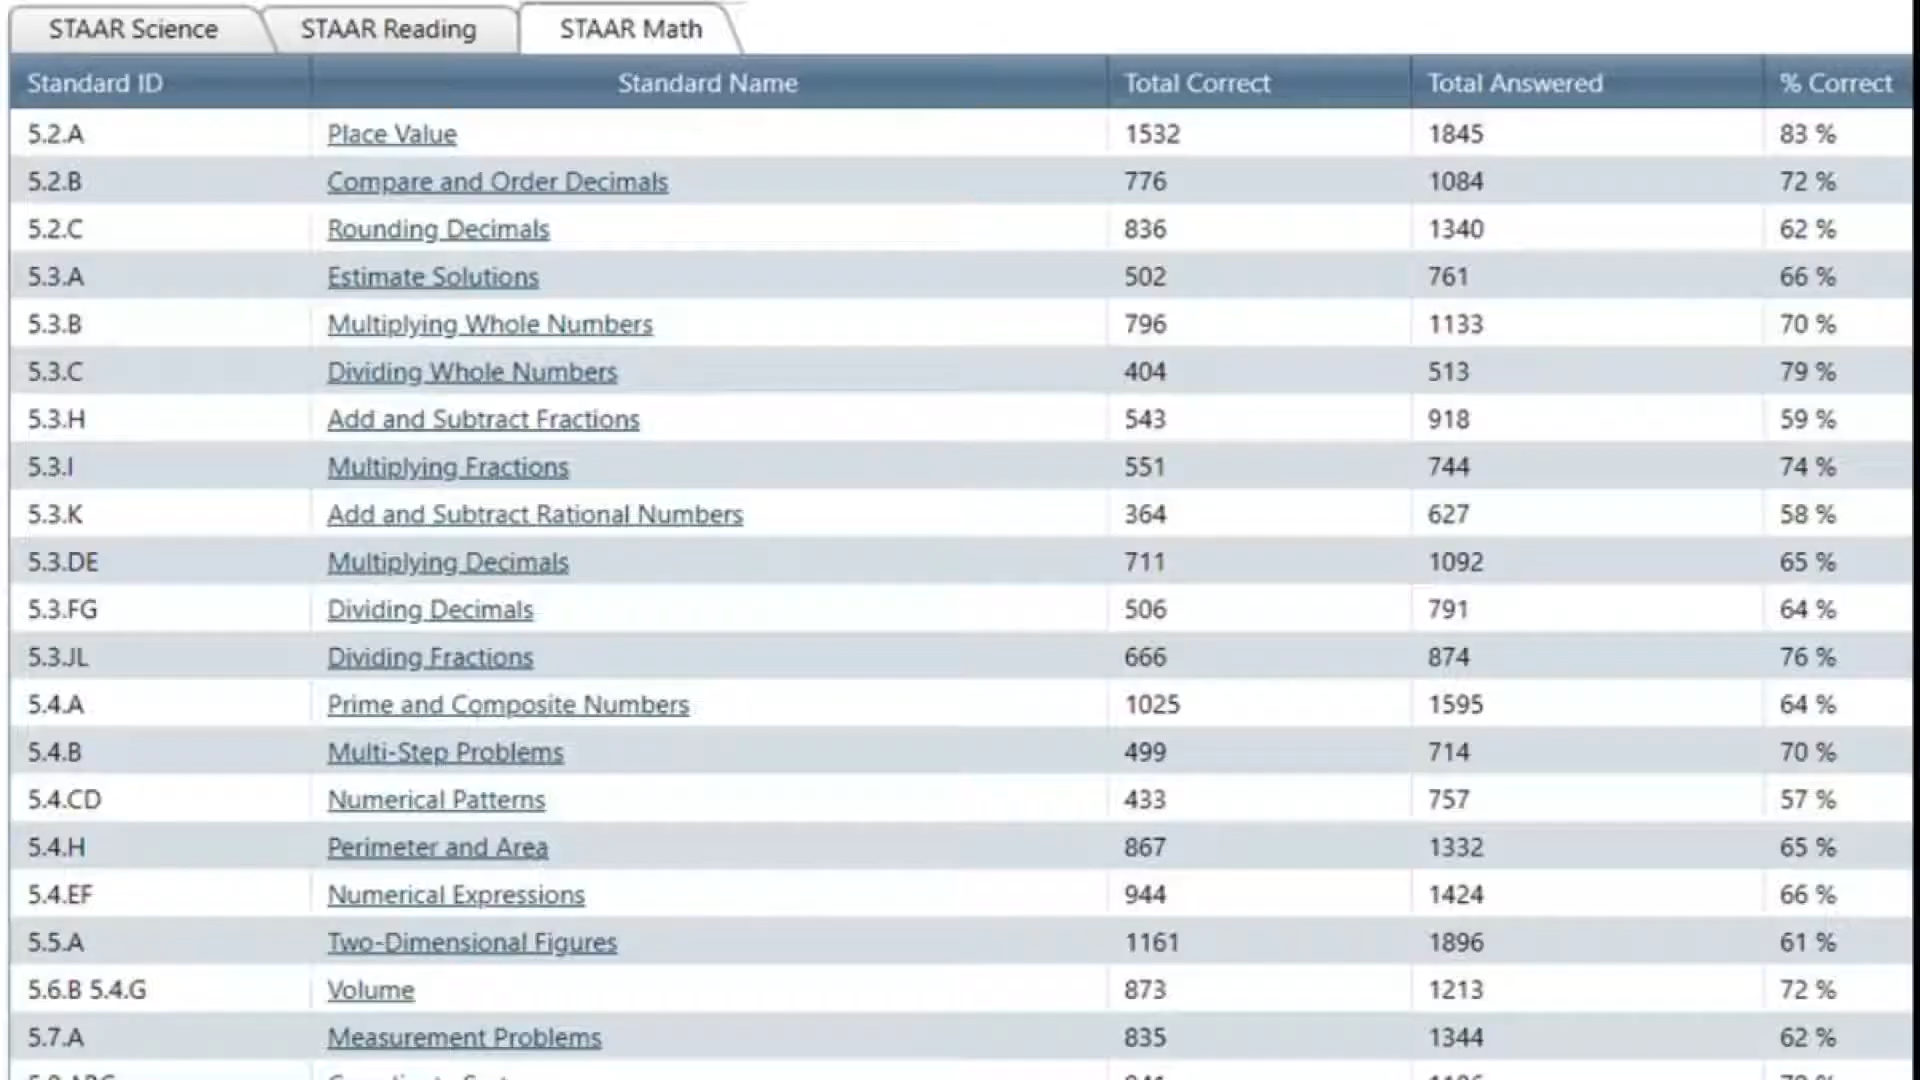 STAAR Science STAAR Reading STAAR Math
Standard ID Standard Name Total Correct Total Answered % Correct
5.2.A Place Value 1532 1845 83 %
5.2.B Compare and Order Decimals 776 1084 72 %
5.2.C Rounding Decimals 836 1340 62 %
5.3.A Estimate Solutions 502 761 66 %
5.3.B Multiplying Whole Numbers 796 1133 70 %
5.3.C Dividing Whole Numbers 404 513 79 %
5.3.H Add and Subtract Fractions 543 918 59 %
5.3.I Multiplying Fractions 551 744 74 %
5.3.K Add and Subtract Rational Numbers 364 627 58 %
5.3.DE Multiplying Decimals 711 1092 65 %
5.3.FG Dividing Decimals 506 791 64 %
5.3.JL Dividing Fractions 666 874 76 %
5.4.A Prime and Composite Numbers 1025 1595 64 %
5.4.B Multi-Step Problems 499 714 70 %
5.4.CD Numerical Patterns 433 757 57 %
5.4.H Perimeter and Area 867 1332 65 %
5.4.EF Numerical Expressions 944 1424 66 %
5.5.A Two-Dimensional Figures 1161 1896 61 %
5.6.B 5.4.G Volume 873 1213 72 %
5.7.A Measurement Problems 835 1344 62 %